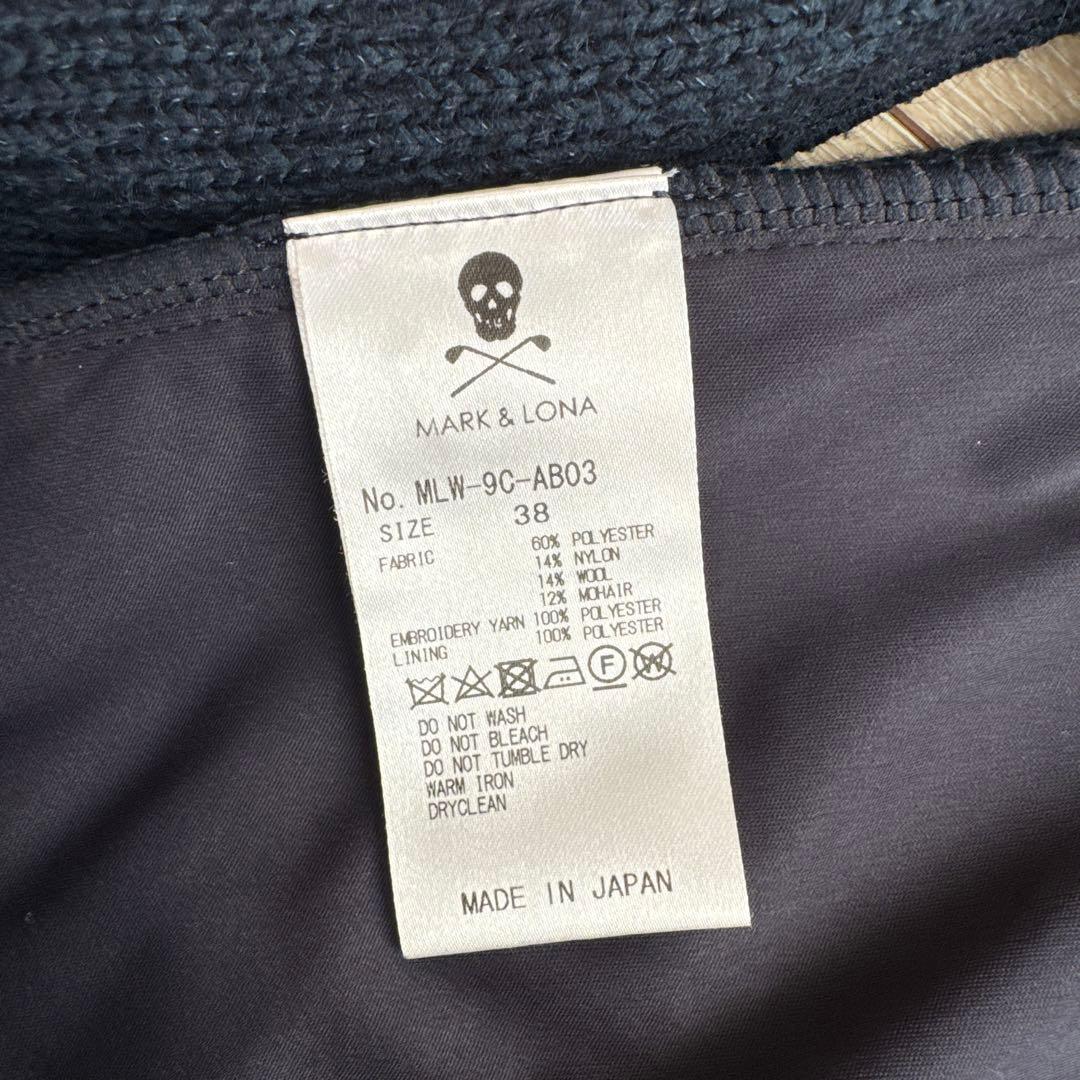 MARK & LONA
No. MLW-9C-AB03
SIZE 38
FABRIC 60% POLYESTER
14% NYLON
14% WOOL
12% MOHAIR
EMBROIDERY YARN 100% POLYESTER
LINING 100% POLYESTER
F W
DO NOT WASH
DO NOT BLEACH
DO NOT TUMBLE DRY
WARM IRON
DRYCLEAN
MADE IN JAPAN